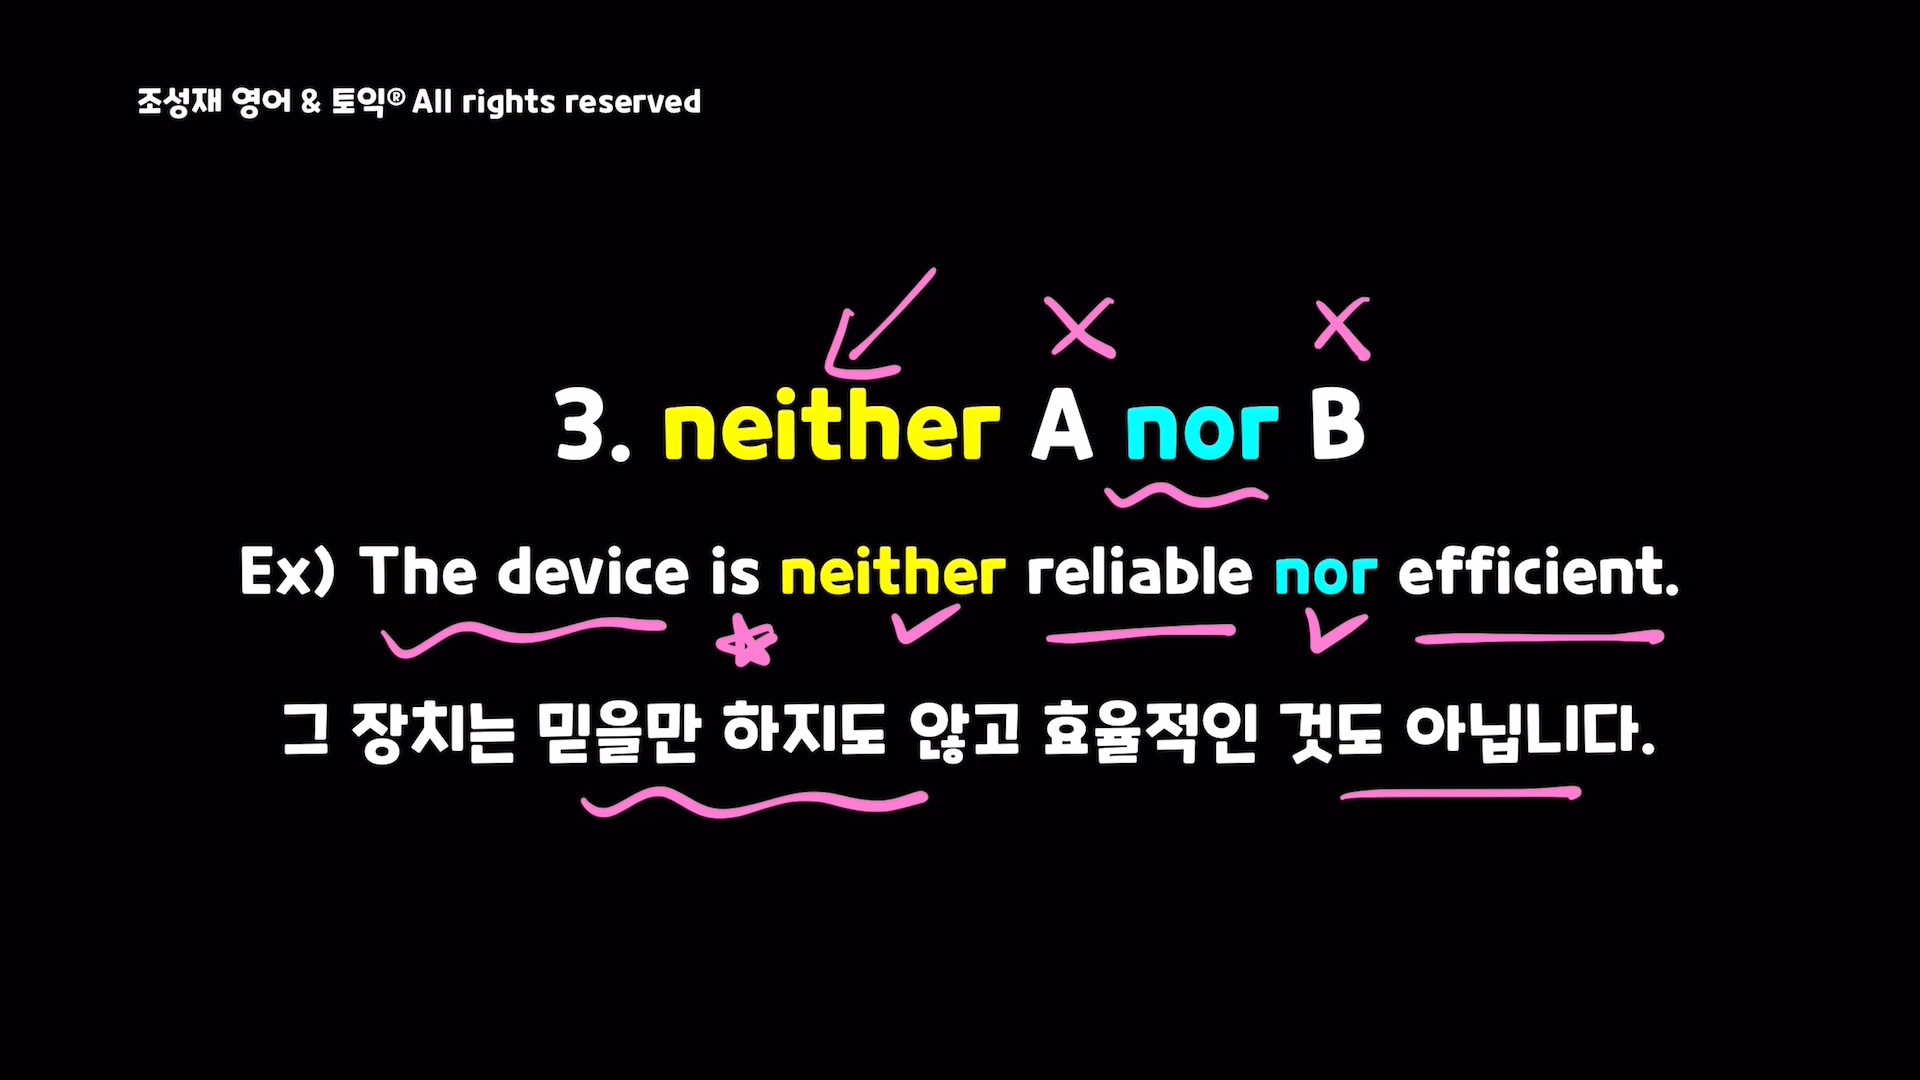 조성재 영어 & 토익® All rights reserved
3. neither A nor B
Ex) The device is neither reliable nor efficient.
그 장치는 믿을만 하지도 않고 효율적인 것도 아닙니다.